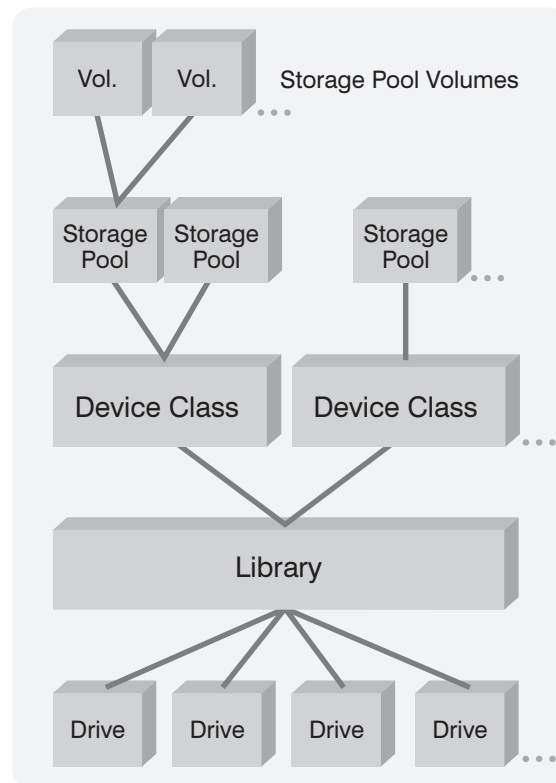 Vol. Vol. Storage Pool Volumes
Storage Storage Storage
Pool Pool Pool
Device Class Device Class
Library
Drive Drive Drive Drive